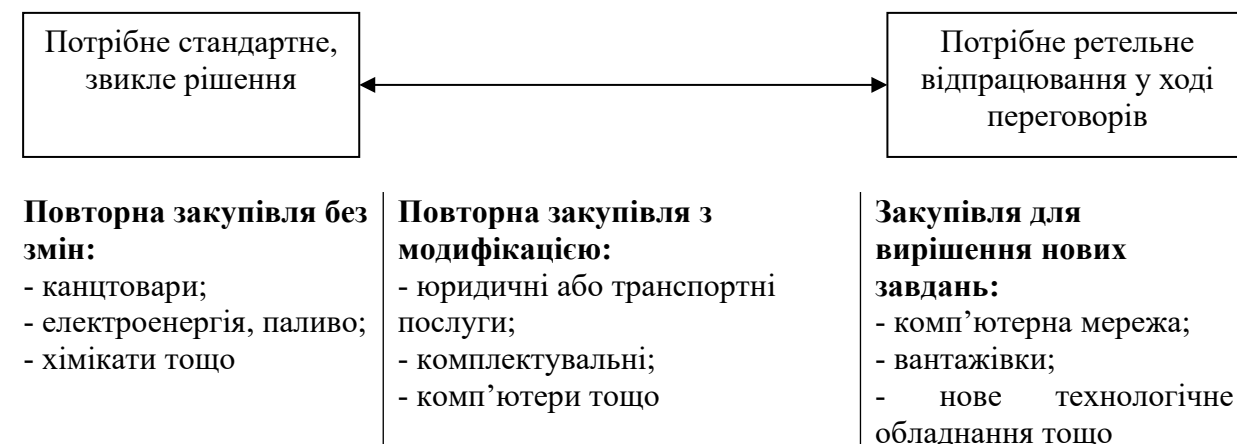 Потрібне стандартне,
звикле рішення
Потрібне ретельне
відпрацювання у ході
переговорів
Повторна закупівля без
змін:
- канцтовари;
- електроенергія, паливо;
- хімікати тощо
Повторна закупівля з
модифікацією:
- юридичні або транспортні
послуги;
- комплектувальні;
- комп’ютери тощо
Закупівля для
вирішення нових
завдань:
- комп’ютерна мережа;
- вантажівки;
- нове технологічне
обладнання тощо